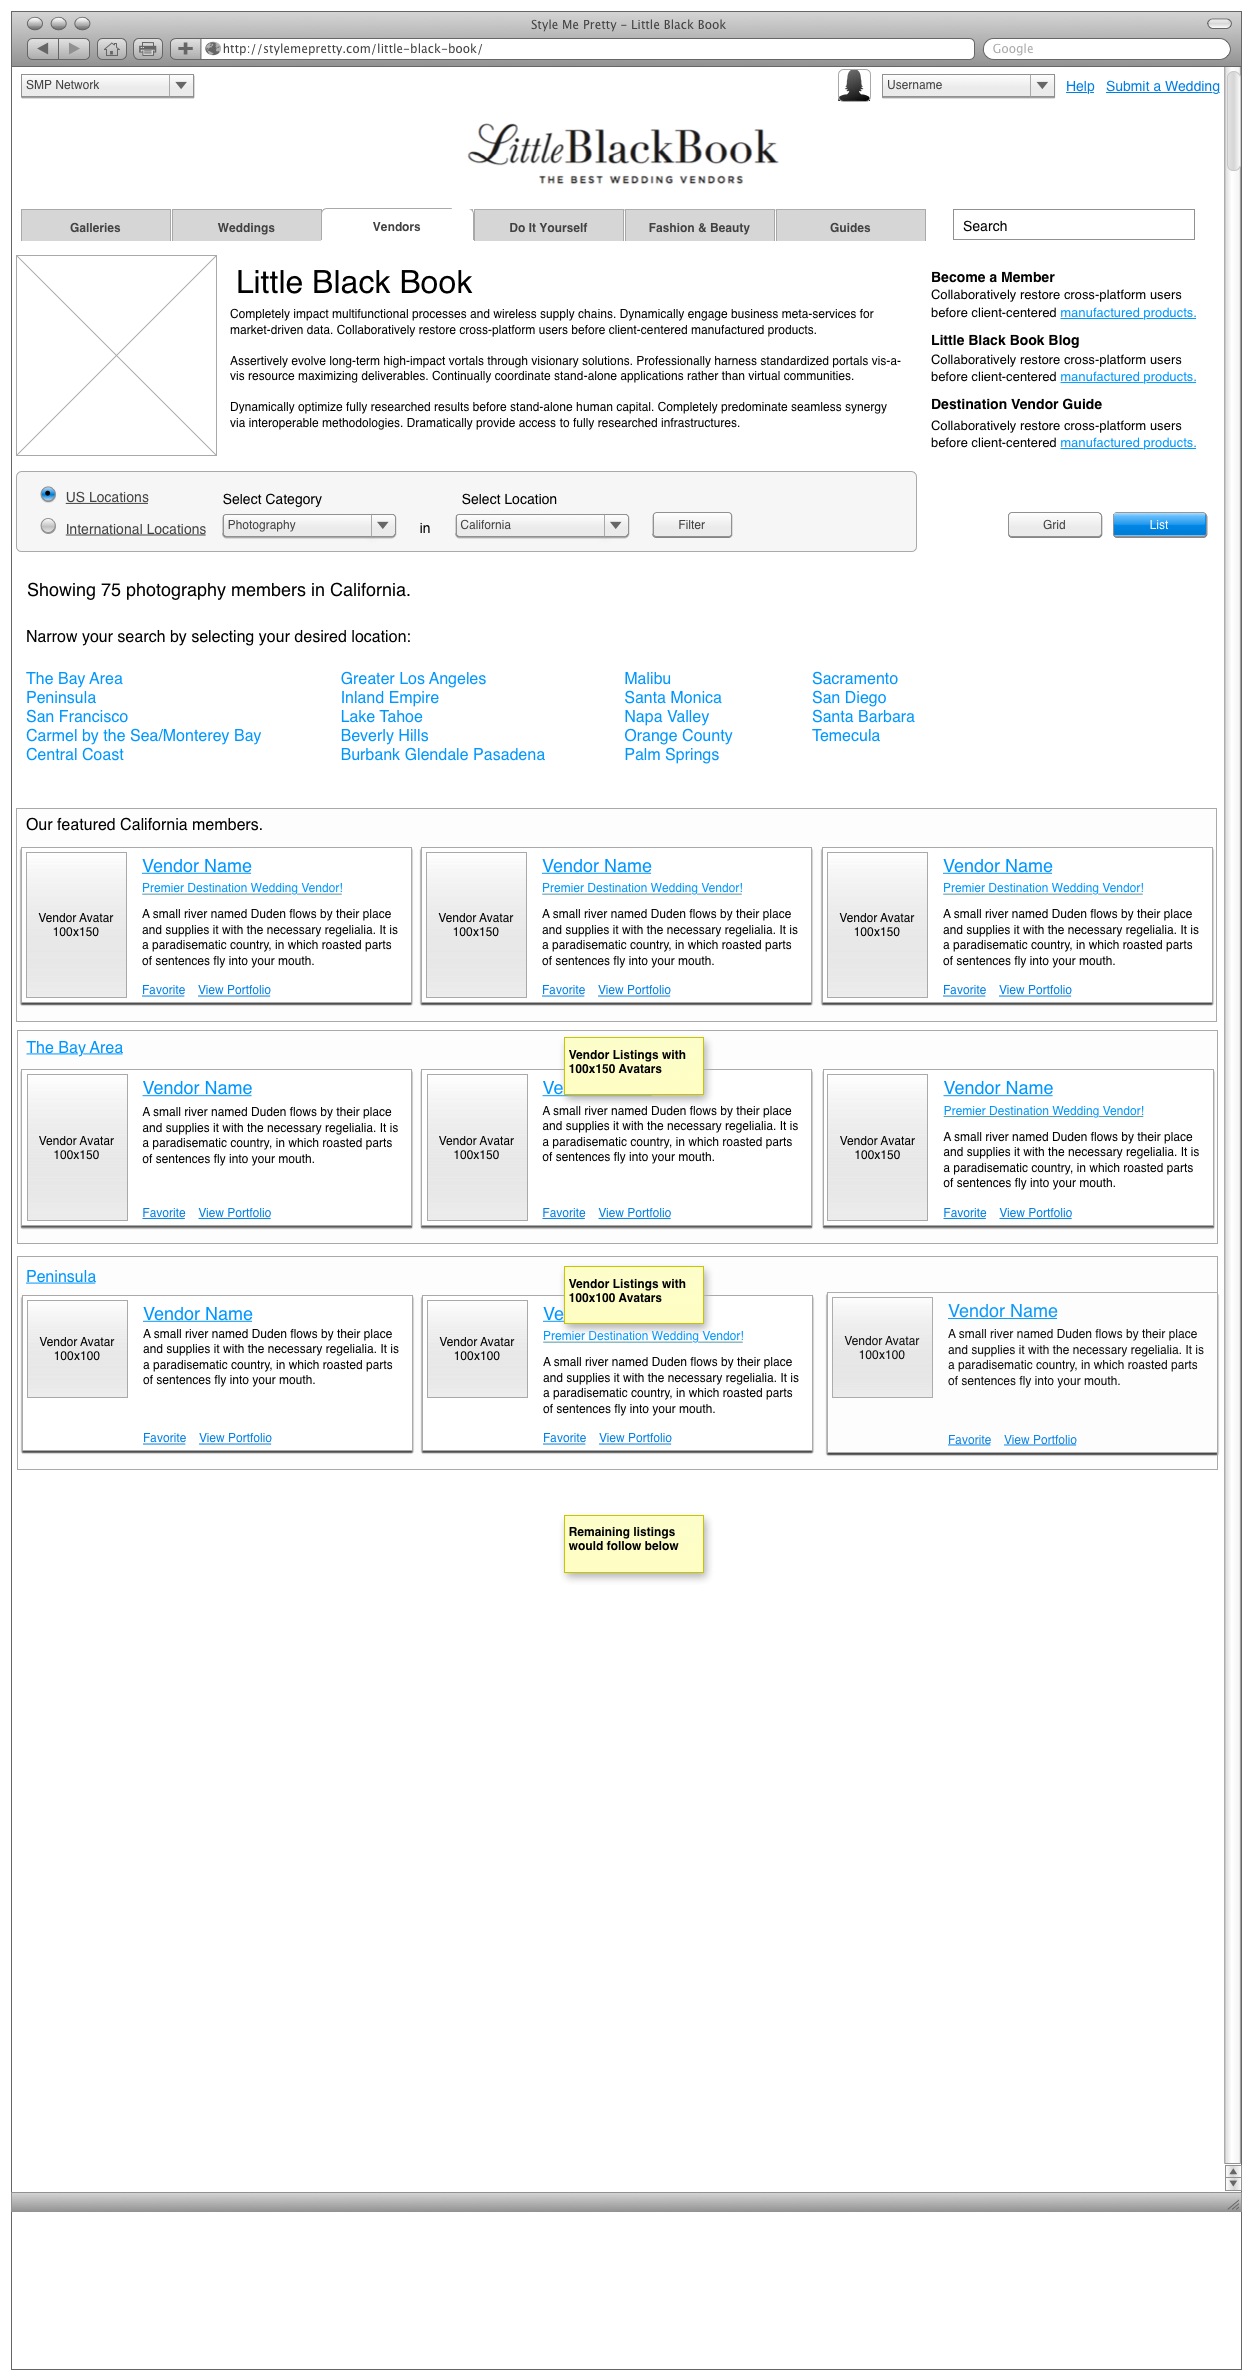 Style Me Pretty – Little Black Book
http://stylemepretty.com/little-black-book/
Google
SMP Network
Username
Help
Submit a Wedding
LittleBlackBook
THE BEST WEDDING VENDORS
Galleries
Weddings
Vendors
Do It Yourself
Fashion & Beauty
Guides
Search
Little Black Book
Completely impact multifunctional processes and wireless supply chains. Dynamically engage business meta-services for
market-driven data. Collaboratively restore cross-platform users before client-centered manufactured products.
Assertively evolve long-term high-impact vortals through visionary solutions. Professionally harness standardized portals vis-a-
vis resource maximizing deliverables. Continually coordinate stand-alone applications rather than virtual communities.
Dynamically optimize fully researched results before stand-alone human capital. Completely predominate seamless synergy
via interoperable methodologies. Dramatically provide access to fully researched infrastructures.
Become a Member
Collaboratively restore cross-platform users
before client-centered manufactured products.
Little Black Book Blog
Collaboratively restore cross-platform users
before client-centered manufactured products.
Destination Vendor Guide
Collaboratively restore cross-platform users
before client-centered manufactured products.
US Locations
International Locations
Select Category
Photography
in
Select Location
California
Filter
Grid
List
Showing 75 photography members in California.
Narrow your search by selecting your desired location:
The Bay Area
Peninsula
San Francisco
Carmel by the Sea/Monterey Bay
Central Coast
Greater Los Angeles
Inland Empire
Lake Tahoe
Beverly Hills
Burbank Glendale Pasadena
Malibu
Santa Monica
Napa Valley
Orange County
Palm Springs
Sacramento
San Diego
Santa Barbara
Temecula
Our featured California members.
Vendor Avatar
100x150
Vendor Name
Premier Destination Wedding Vendor!
A small river named Duden flows by their place
and supplies it with the necessary regelialia. It is
a paradisematic country, in which roasted parts
of sentences fly into your mouth.
Favorite
View Portfolio
Vendor Avatar
100x150
Vendor Name
Premier Destination Wedding Vendor!
A small river named Duden flows by their place
and supplies it with the necessary regelialia. It is
a paradisematic country, in which roasted parts
of sentences fly into your mouth.
Favorite
View Portfolio
Vendor Avatar
100x150
Vendor Name
Premier Destination Wedding Vendor!
A small river named Duden flows by their place
and supplies it with the necessary regelialia. It is
a paradisematic country, in which roasted parts
of sentences fly into your mouth.
Favorite
View Portfolio
The Bay Area
Vendor Listings with
100x150 Avatars
Vendor Avatar
100x150
Vendor Name
A small river named Duden flows by their place
and supplies it with the necessary regelialia. It is
a paradisematic country, in which roasted parts
of sentences fly into your mouth.
Favorite
View Portfolio
Vendor Avatar
100x150
Ve
A small river named Duden flows by their place
and supplies it with the necessary regelialia. It is
a paradisematic country, in which roasted parts
of sentences fly into your mouth.
Favorite
View Portfolio
Vendor Avatar
100x150
Vendor Name
Premier Destination Wedding Vendor!
A small river named Duden flows by their place
and supplies it with the necessary regelialia. It is
a paradisematic country, in which roasted parts
of sentences fly into your mouth.
Favorite
View Portfolio
Peninsula
Vendor Listings with
100x100 Avatars
Vendor Avatar
100x100
Vendor Name
A small river named Duden flows by their place
and supplies it with the necessary regelialia. It is
a paradisematic country, in which roasted parts
of sentences fly into your mouth.
Favorite
View Portfolio
Vendor Avatar
100x100
Ve
Premier Destination Wedding Vendor!
A small river named Duden flows by their place
and supplies it with the necessary regelialia. It is
a paradisematic country, in which roasted parts
of sentences fly into your mouth.
Favorite
View Portfolio
Vendor Avatar
100x100
Vendor Name
A small river named Duden flows by their place
and supplies it with the necessary regelialia. It is
a paradisematic country, in which roasted parts
of sentences fly into your mouth.
Favorite
View Portfolio
Remaining listings
would follow below